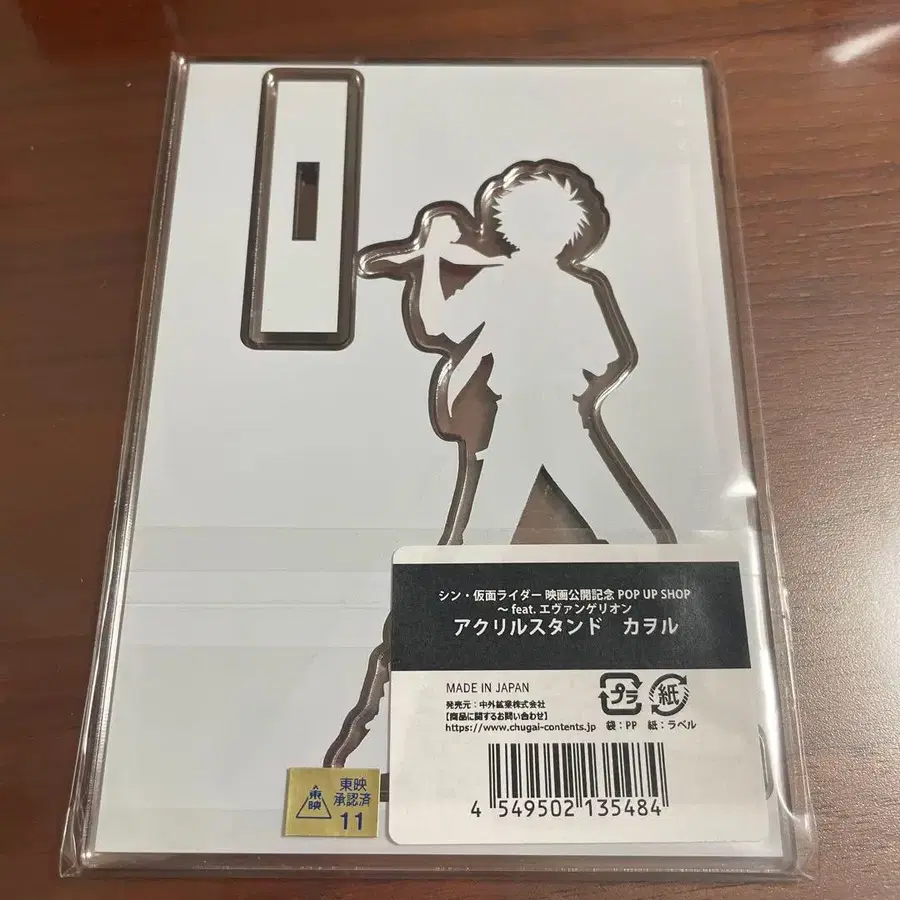 シン・仮面ライダー 映画公開記念 POP UP SHOP
～ feat. エヴァンゲリオン
アクリルスタンド カヲル
MADE IN JAPAN
発売元：中外鉱業株式会社
【商品に関するお問い合わせ】
https://www.chugai-contents.jp
プラ
紙
袋：PP 紙：ラベル
4 549502 135484
東映
東映
承認済
11